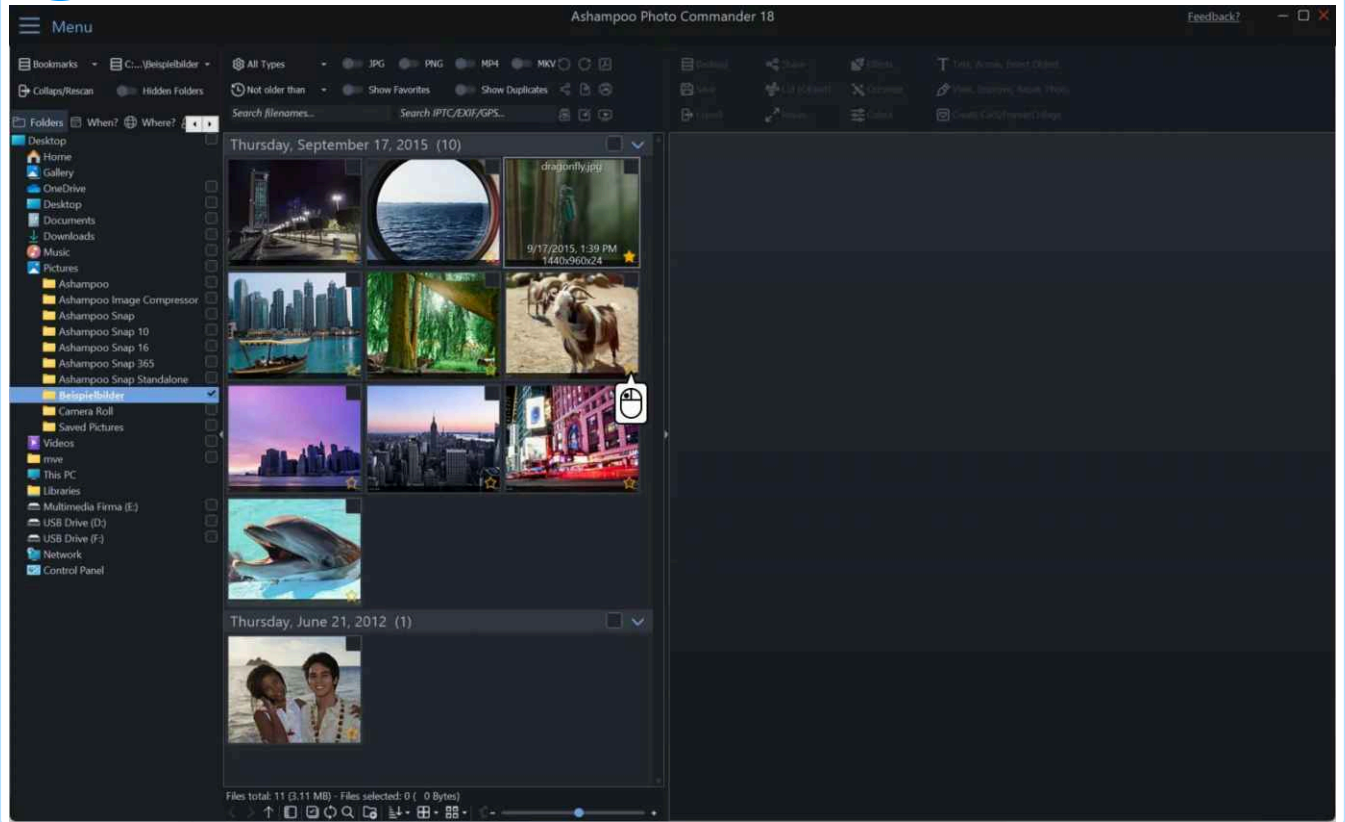 Ashampoo Photo Commander 18
Feedback?
Menu
Bookmarks
C:...\Beispielbilder
All Types
JPG
PNG
MP4
MKV
Collaps/Rescan
Hidden Folders
Not older than
Show Favorites
Show Duplicates
Search filenames...
Search IPTC/EXIF/GPS...
Folders
When?
Where?
Save
Share
Effects
Export
Colors
Desktop
Home
Gallery
OneDrive
Desktop
Documents
Downloads
Music
Pictures
Ashampoo
Ashampoo Image Compressor
Ashampoo Snap
Ashampoo Snap 10
Ashampoo Snap 16
Ashampoo Snap 365
Ashampoo Snap Standalone
Beispielbilder
Camera Roll
Saved Pictures
Videos
mve
This PC
Libraries
Multimedia Firma (E:)
USB Drive (D:)
USB Drive (F:)
Network
Control Panel
Thursday, September 17, 2015 (10)
dragonfly.jpg
9/17/2015, 1:39 PM
1440x960x24
Thursday, June 21, 2012 (1)
Files total: 11 (3.11 MB) - Files selected: 0 ( 0 Bytes)